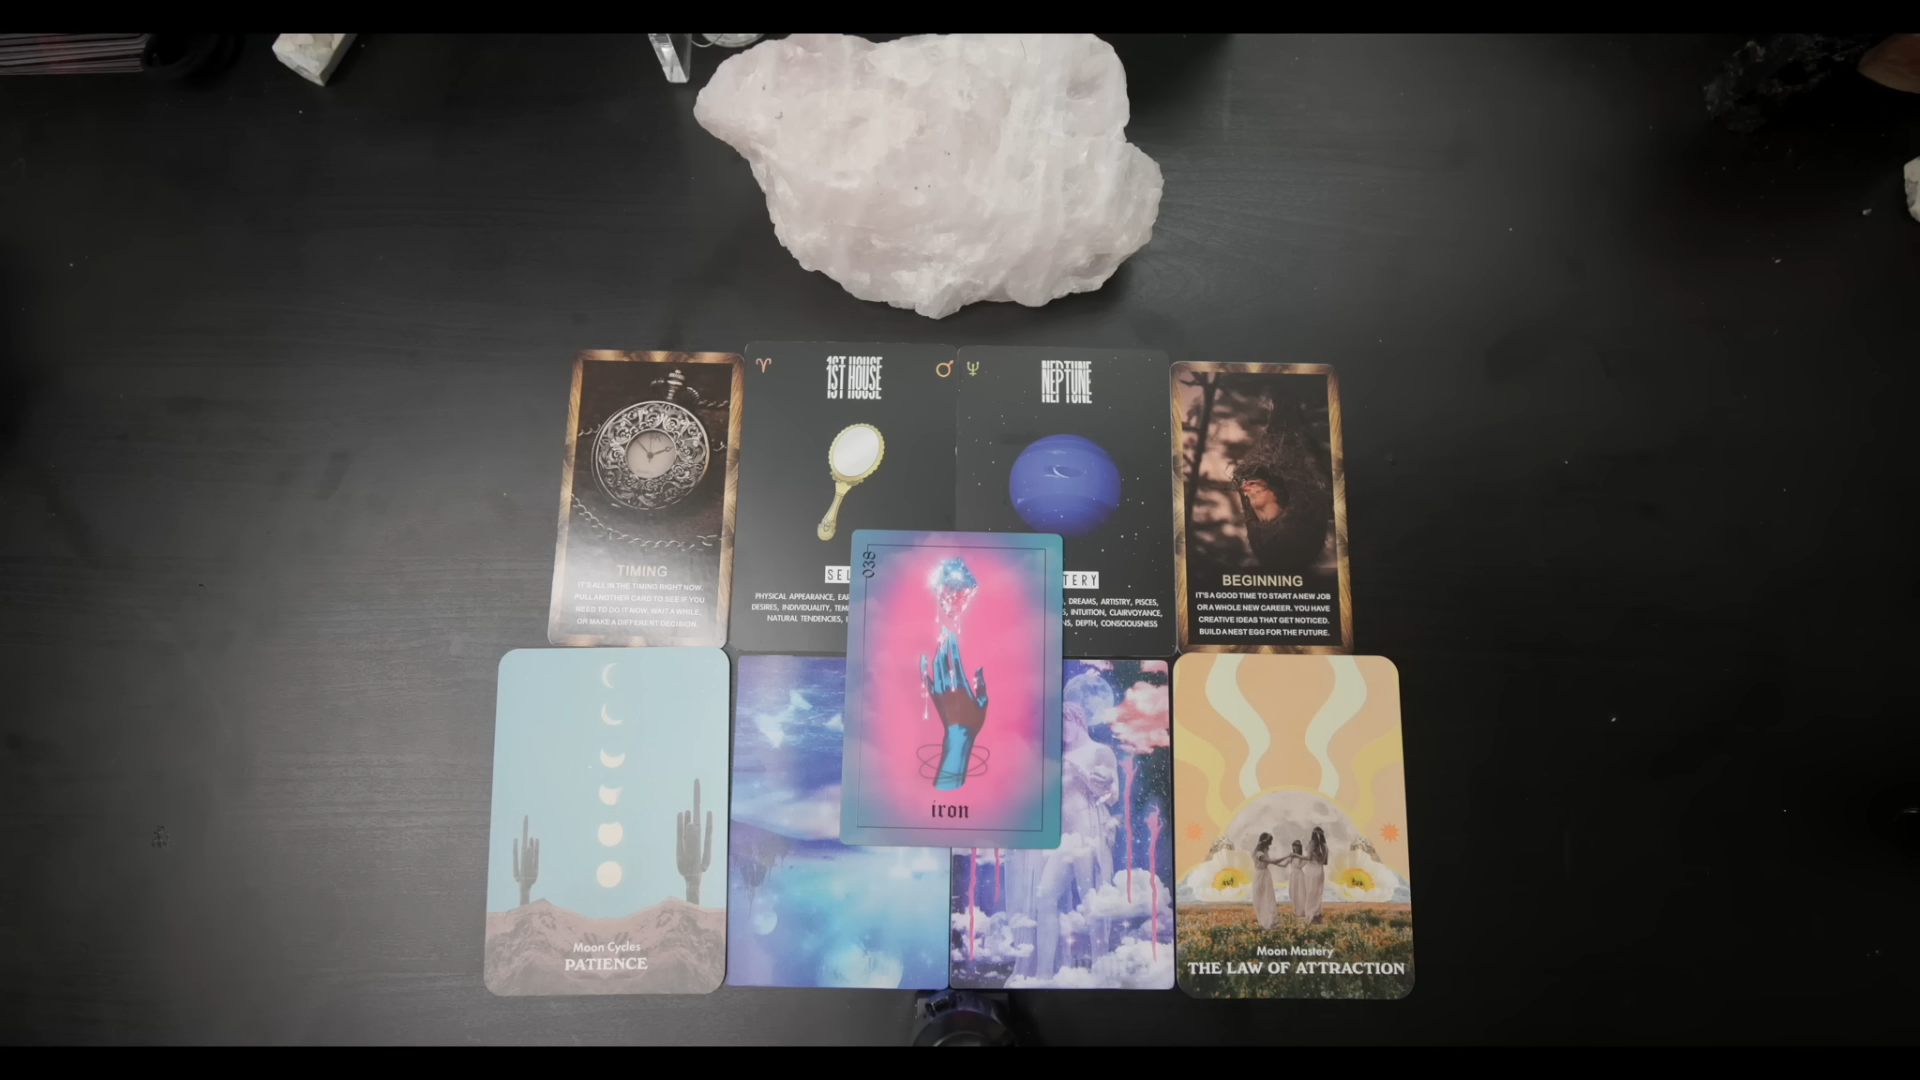 TIMING
IT'S ALL IN THE TIMING RIGHT NOW.
PULL ANOTHER CARD TO SEE IF YOU
NEED TO DO IT NOW, WAIT A WHILE,
OR MAKE A DIFFERENT DECISION.
♈ 1ST HOUSE ♂
SEL
PHYSICAL APPEARANCE,
DESIRES, INDIVIDUALITY,
NATURAL TENDENCIES,
♆ NEPTUNE
TERY
DREAMS, ARTISTRY, PISCES,
INTUITION, CLAIRVOYANCE,
DEPTH, CONSCIOUSNESS
BEGINNING
IT'S A GOOD TIME TO START A NEW JOB
OR A WHOLE NEW CAREER. YOU HAVE
CREATIVE IDEAS THAT GET NOTICED.
BUILD A NEST EGG FOR THE FUTURE.
038
iron
Moon Cycles
PATIENCE
Moon Mastery
THE LAW OF ATTRACTION